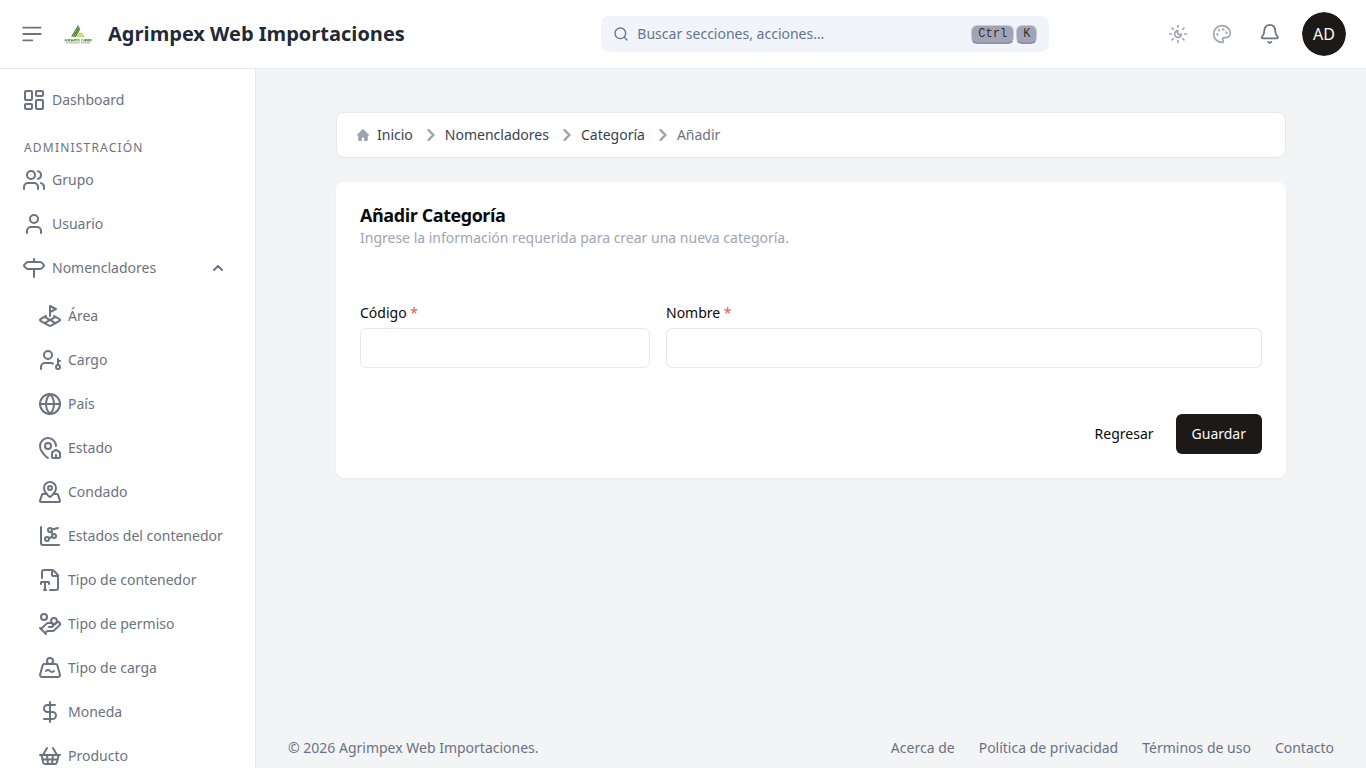 Agrimpex Web Importaciones
Buscar secciones, acciones...
Ctrl K
AD
Dashboard
ADMINISTRACIÓN
Grupo
Usuario
Nomencladores
Área
Cargo
País
Estado
Condado
Estados del contenedor
Tipo de contenedor
Tipo de permiso
Tipo de carga
Moneda
Producto
Inicio
Nomencladores
Categoría
Añadir
Añadir Categoría
Ingrese la información requerida para crear una nueva categoría.
Código *
Nombre *
Regresar
Guardar
© 2026 Agrimpex Web Importaciones.
Acerca de
Política de privacidad
Términos de uso
Contacto